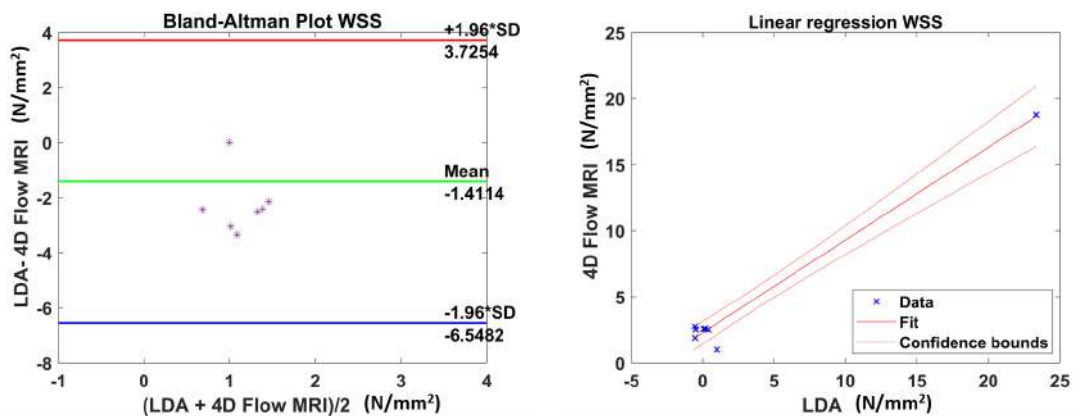 Bland-Altman Plot WSS
4
+1.96*SD
3.7254
2
0
Mean
-1.4114
-2
-4
-1.96*SD
-6
-6.5482
-8
-1 0 1 2 3 4
(LDA + 4D Flow MRI)/2 (N/mm²)
LDA- 4D Flow MRI (N/mm²)
Linear regression WSS
25
20
15
10
5
0
-5 0 5 10 15 20 25
LDA (N/mm²)
4D Flow MRI (N/mm²)
Data
Fit
Confidence bounds